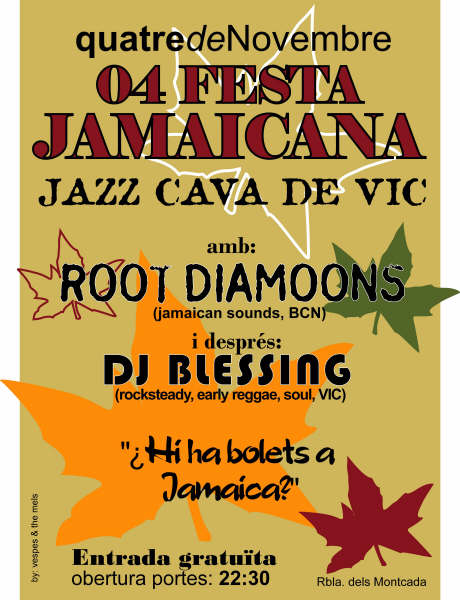 quatredeNovembre
04 FESTA
JAMAICANA
JAZZ CAVA DE VIC
amb:
ROOT DIAMOONS
(jamaican sounds, BCN)
i després:
DJ BLESSING
(rocksteady, early reggae, soul, VIC)
"¿Hi ha bolets a
Jamaica?"
by: vespes & the mels
Entrada gratuïta
obertura portes: 22:30
Rbla. dels Montcada